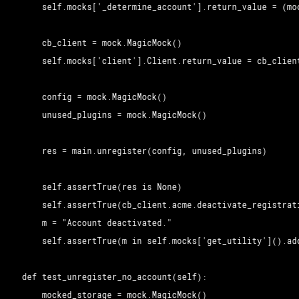 self.mocks['_determine_account'].return_value = (moc
cb_client = mock.MagicMock()
self.mocks['client'].Client.return_value = cb_client
config = mock.MagicMock()
unused_plugins = mock.MagicMock()
res = main.unregister(config, unused_plugins)
self.assertTrue(res is None)
self.assertTrue(cb_client.acme.deactivate_registrati
m = "Account deactivated."
self.assertTrue(m in self.mocks['get_utility']().add
def test_unregister_no_account(self):
mocked_storage = mock.MagicMock()